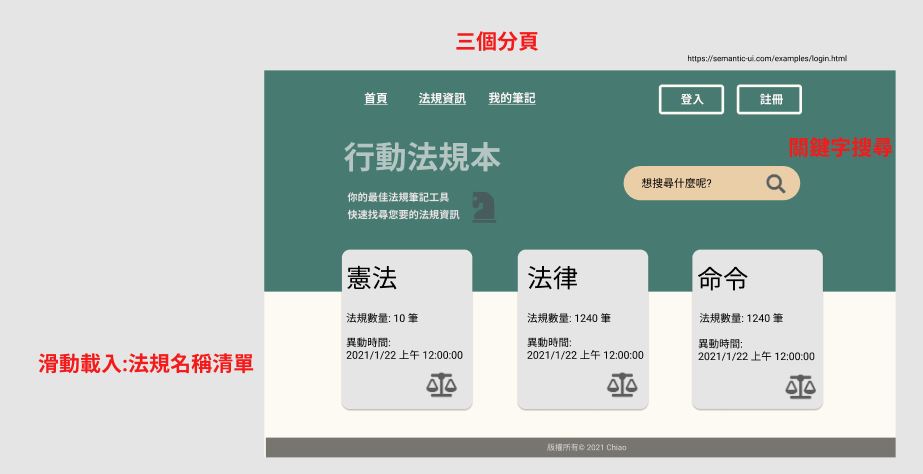 三個分頁
https://semantic-ui.com/examples/login.html
首頁 法規資訊 我的筆記 登入 註冊
關鍵字搜尋
行動法規本
想搜尋什麼呢?
你的最佳法規筆記工具
快速找尋您要的法規資訊
憲法
法規數量: 10 筆
異動時間:
2021/1/22 上午 12:00:00
法律
法規數量: 1240 筆
異動時間:
2021/1/22 上午 12:00:00
命令
法規數量: 1240 筆
異動時間:
2021/1/22 上午 12:00:00
滑動載入:法規名稱清單
版權所有© 2021 Chiao